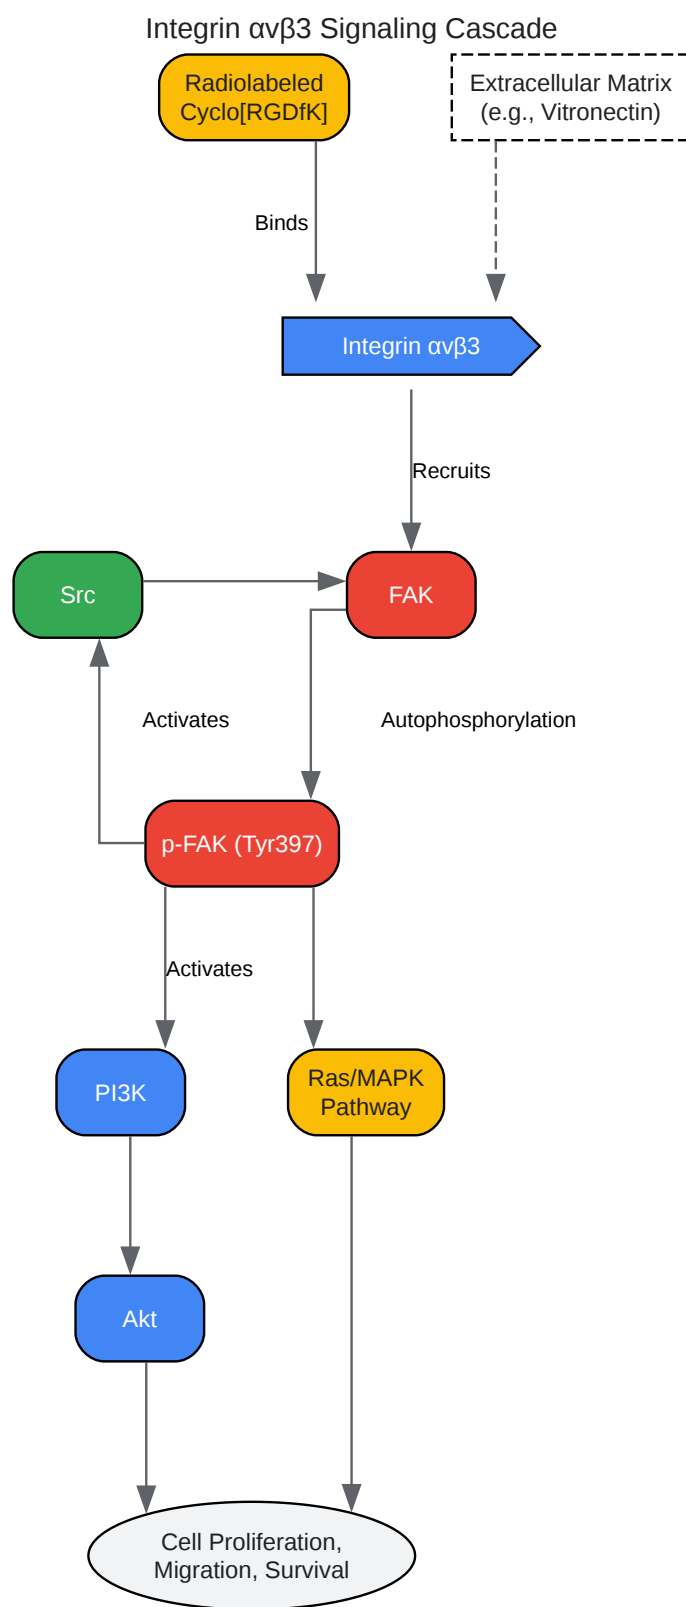 Integrin αvβ3 Signaling Cascade
Radiolabeled
Cyclo[RGDfK]
Extracellular Matrix
(e.g., Vitronectin)
Binds
Integrin αvβ3
Recruits
Src
FAK
Activates
Autophosphorylation
p-FAK (Tyr397)
Activates
PI3K
Ras/MAPK
Pathway
Akt
Cell Proliferation,
Migration, Survival